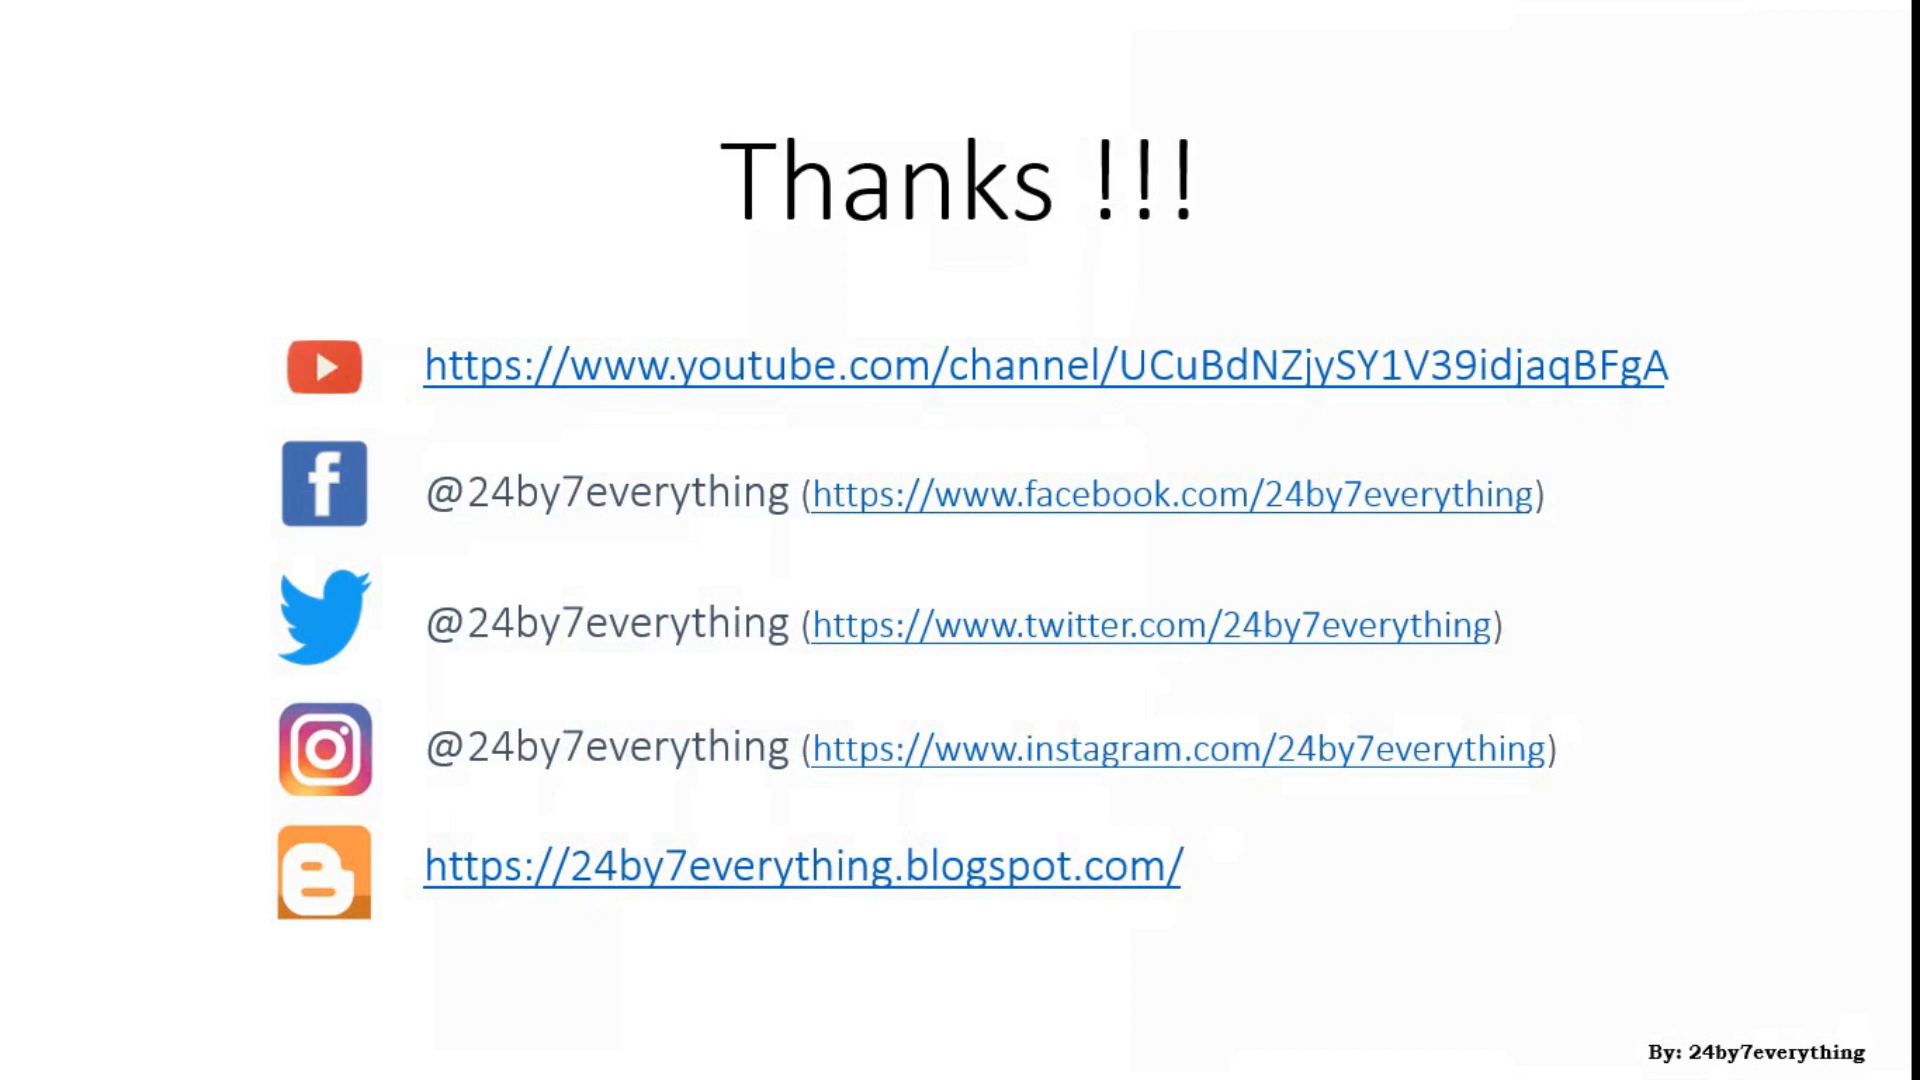 Thanks !!!
https://www.youtube.com/channel/UCuBdNZjySY1V39idjaqBFgA
@24by7everything (https://www.facebook.com/24by7everything)
@24by7everything (https://www.twitter.com/24by7everything)
@24by7everything (https://www.instagram.com/24by7everything)
https://24by7everything.blogspot.com/
By: 24by7everything